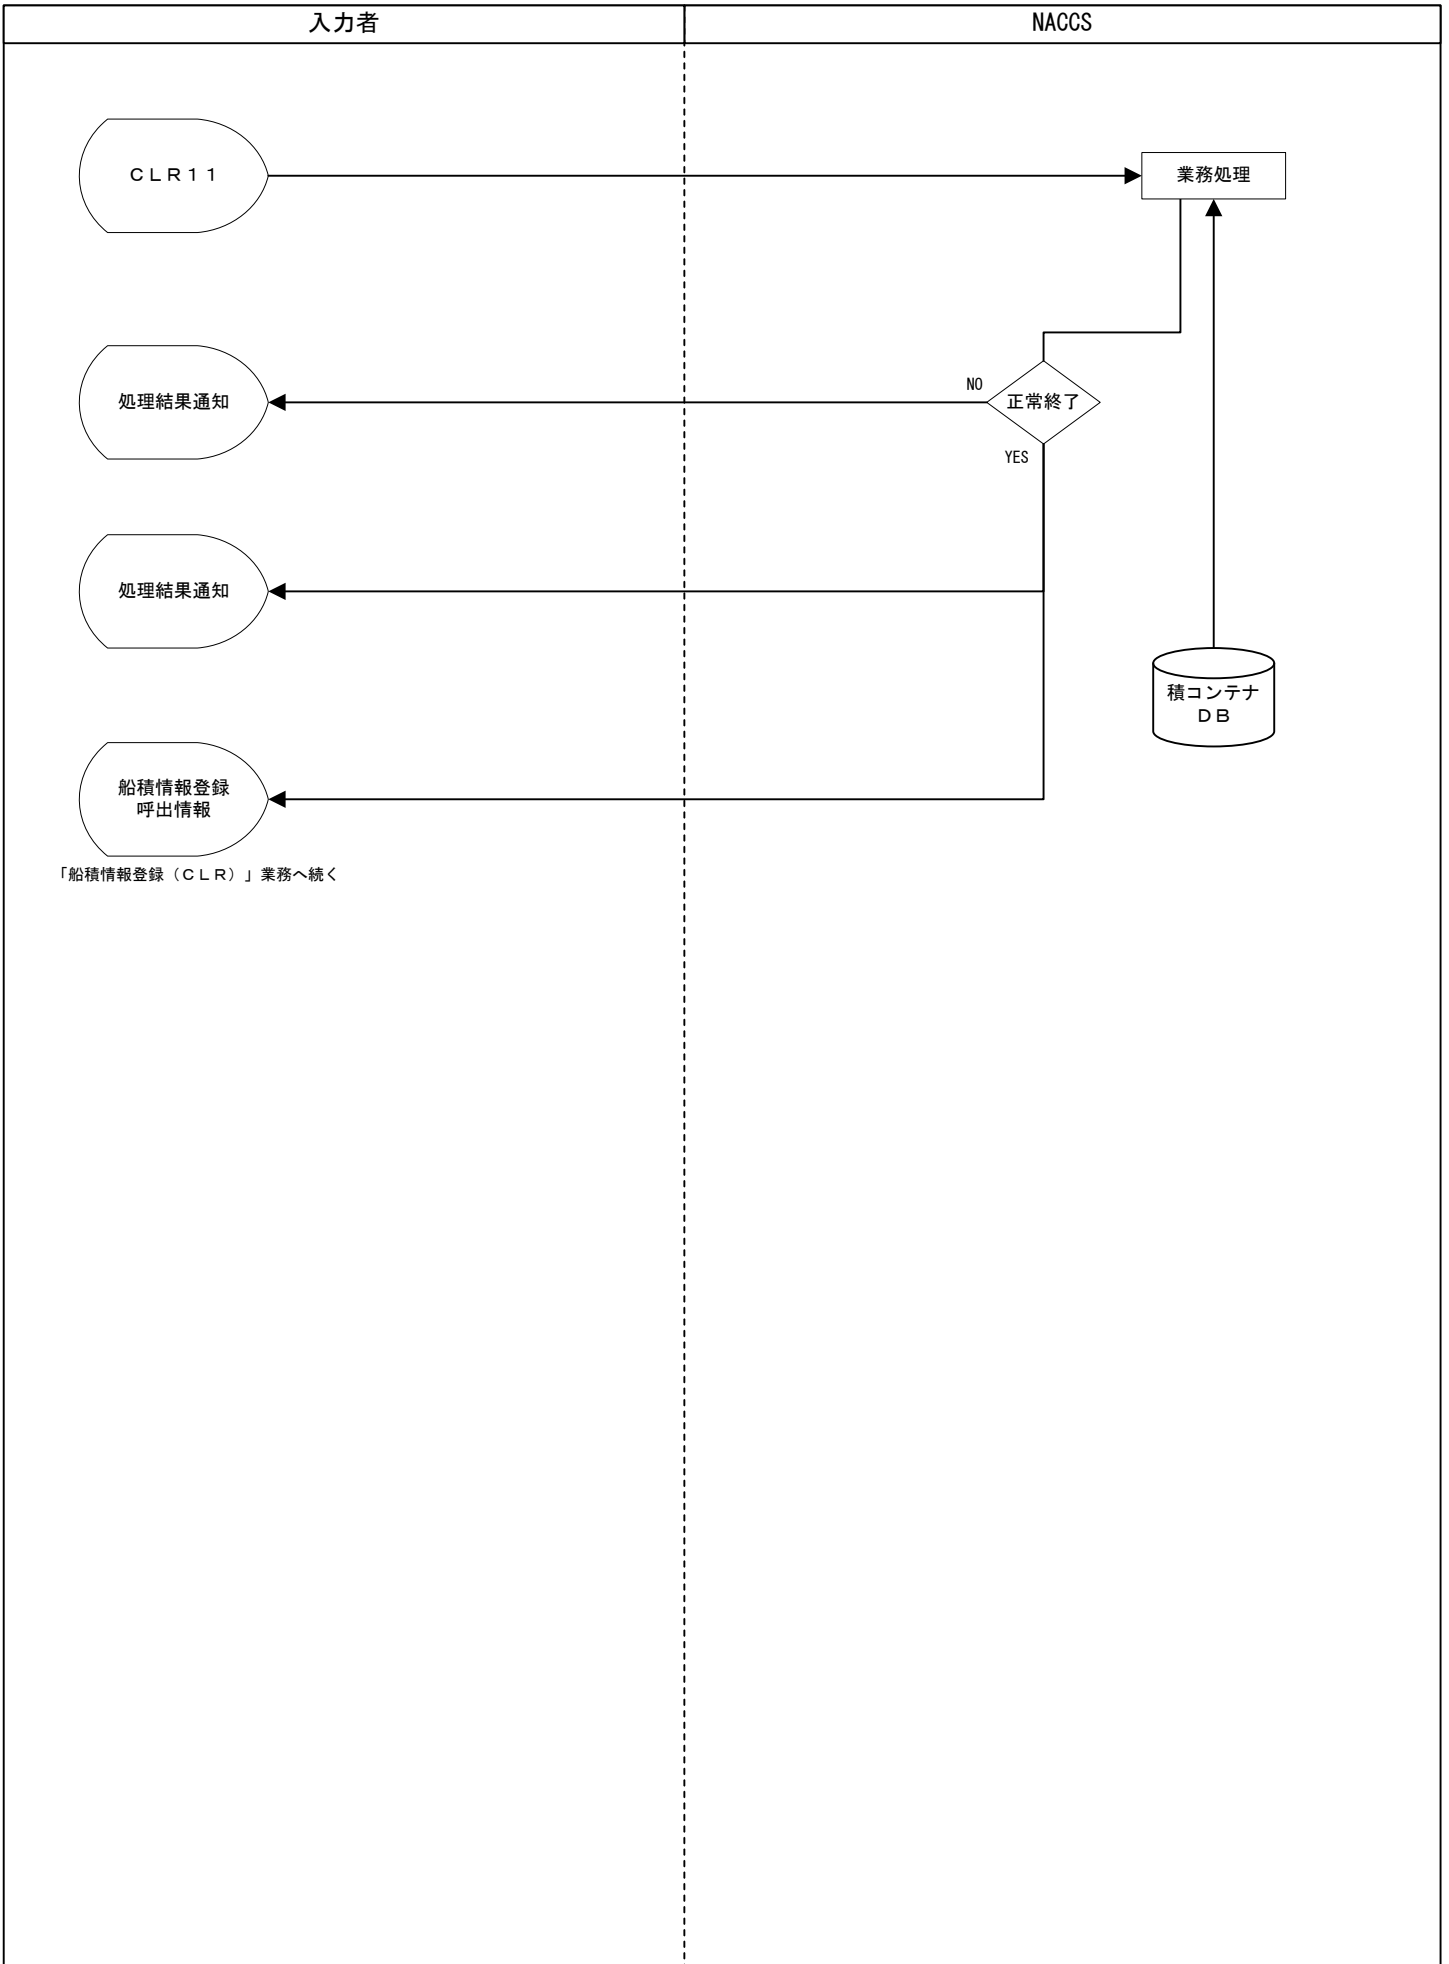 入力者
NACCS
ＣＬＲ１１
業務処理
処理結果通知
NO
正常終了
YES
処理結果通知
積コンテナ
ＤＢ
船積情報登録
呼出情報
「船積情報登録（ＣＬＲ）」業務へ続く